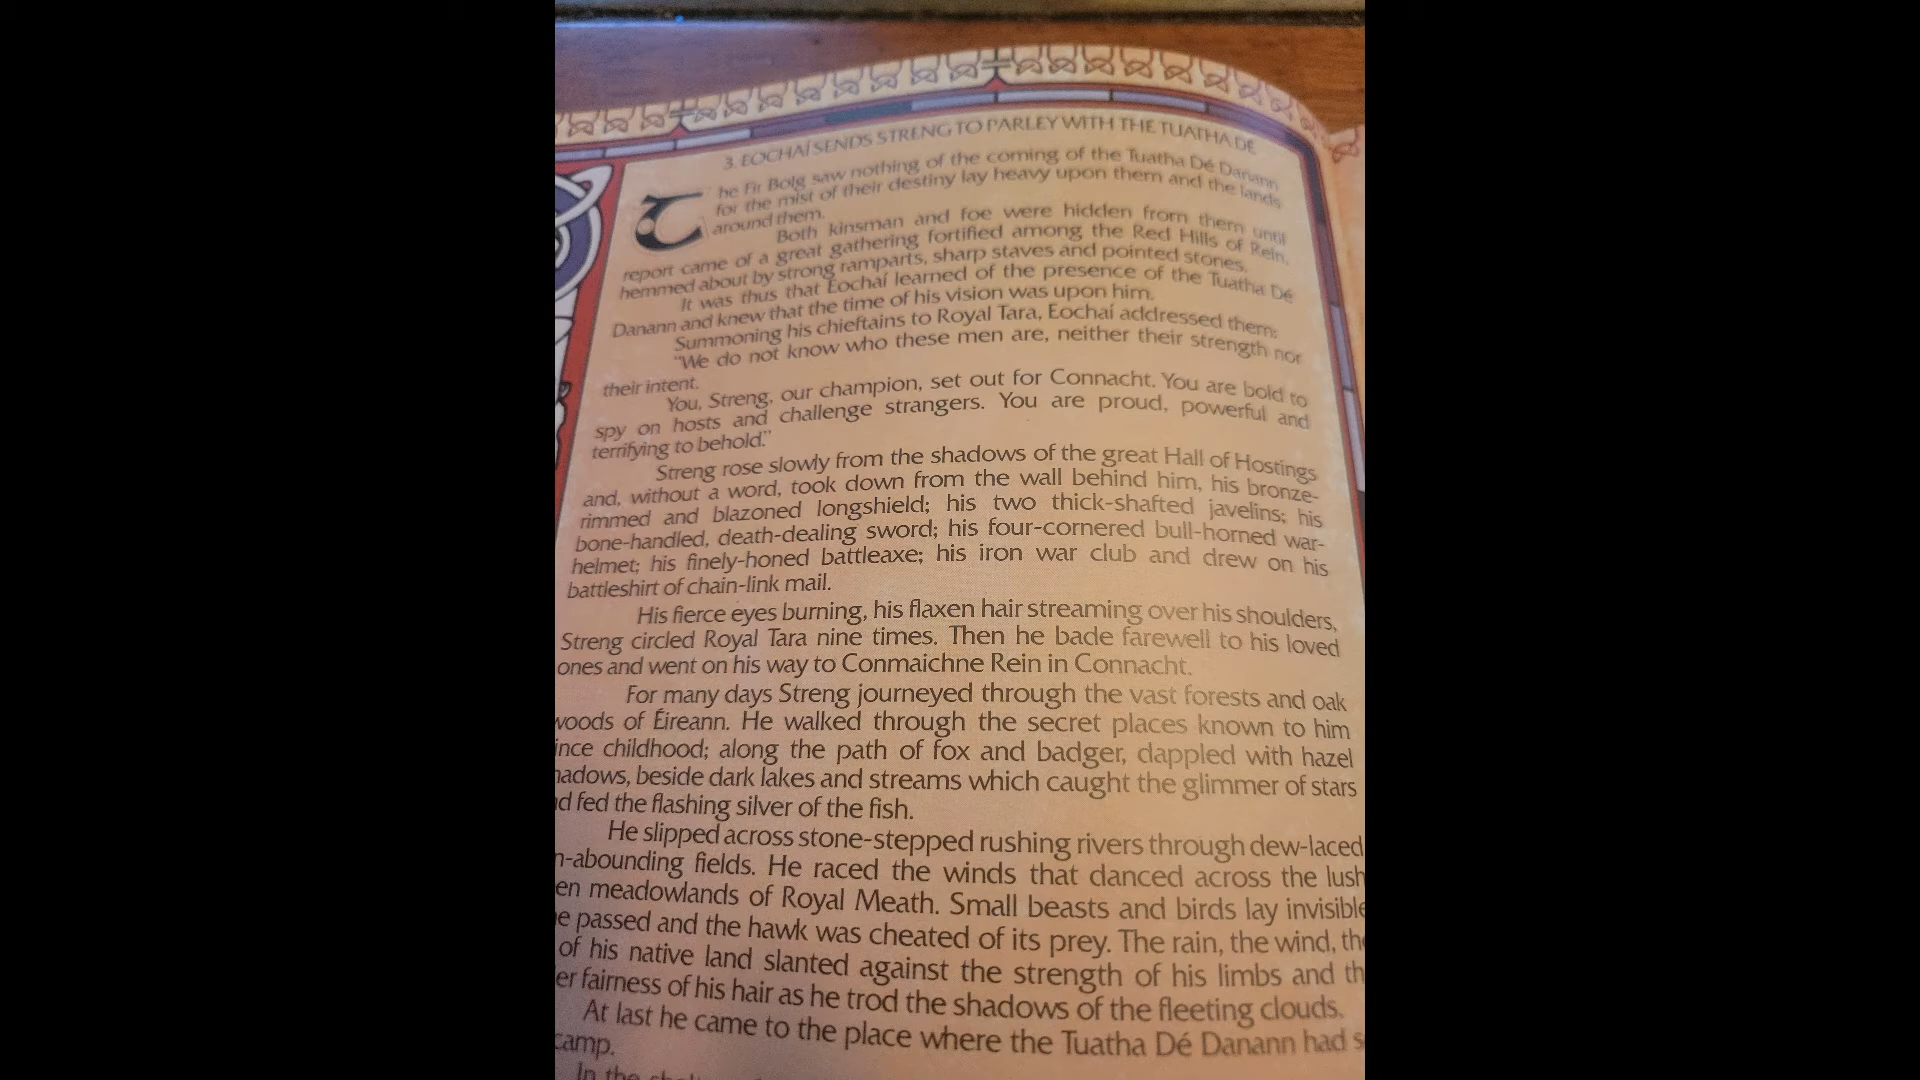 3. EOCHAÍ SENDS STRENG TO PARLEY WITH THE TUATHA DÉ
The Fir Bolg saw nothing of the coming of the Tuatha Dé Danann
for the mist of their destiny lay heavy upon them and the lands
around them.
Both kinsman and foe were hidden from them until
report came of a great gathering fortified among the Red Hills of Rein,
hemmed about by strong ramparts, sharp staves and pointed stones.
It was thus that Eochaí learned of the presence of the Tuatha Dé
Danann and knew that the time of his vision was upon him.
Summoning his chieftains to Royal Tara, Eochaí addressed them:
"We do not know who these men are, neither their strength nor
their intent.
You, Streng, our champion, set out for Connacht. You are bold to
spy on hosts and challenge strangers. You are proud, powerful and
terrifying to behold."
Streng rose slowly from the shadows of the great Hall of Hostings
and, without a word, took down from the wall behind him, his bronze-
rimmed and blazoned longshield; his two thick-shafted javelins; his
bone-handled, death-dealing sword; his four-cornered bull-horned war-
helmet; his finely-honed battleaxe; his iron war club and drew on his
battleshirt of chain-link mail.
His fierce eyes burning, his flaxen hair streaming over his shoulders,
Streng circled Royal Tara nine times. Then he bade farewell to his loved
ones and went on his way to Conmaichne Rein in Connacht.
For many days Streng journeyed through the vast forests and oak
woods of Éireann. He walked through the secret places known to him
ince childhood; along the path of fox and badger, dappled with hazel
hadows, beside dark lakes and streams which caught the glimmer of stars
nd fed the flashing silver of the fish.
He slipped across stone-stepped rushing rivers through dew-laced
n-abounding fields. He raced the winds that danced across the lush
en meadowlands of Royal Meath. Small beasts and birds lay invisible
e passed and the hawk was cheated of its prey. The rain, the wind, the
of his native land slanted against the strength of his limbs and th
er fairness of his hair as he trod the shadows of the fleeting clouds.
At last he came to the place where the Tuatha Dé Danann had s
camp.
In the